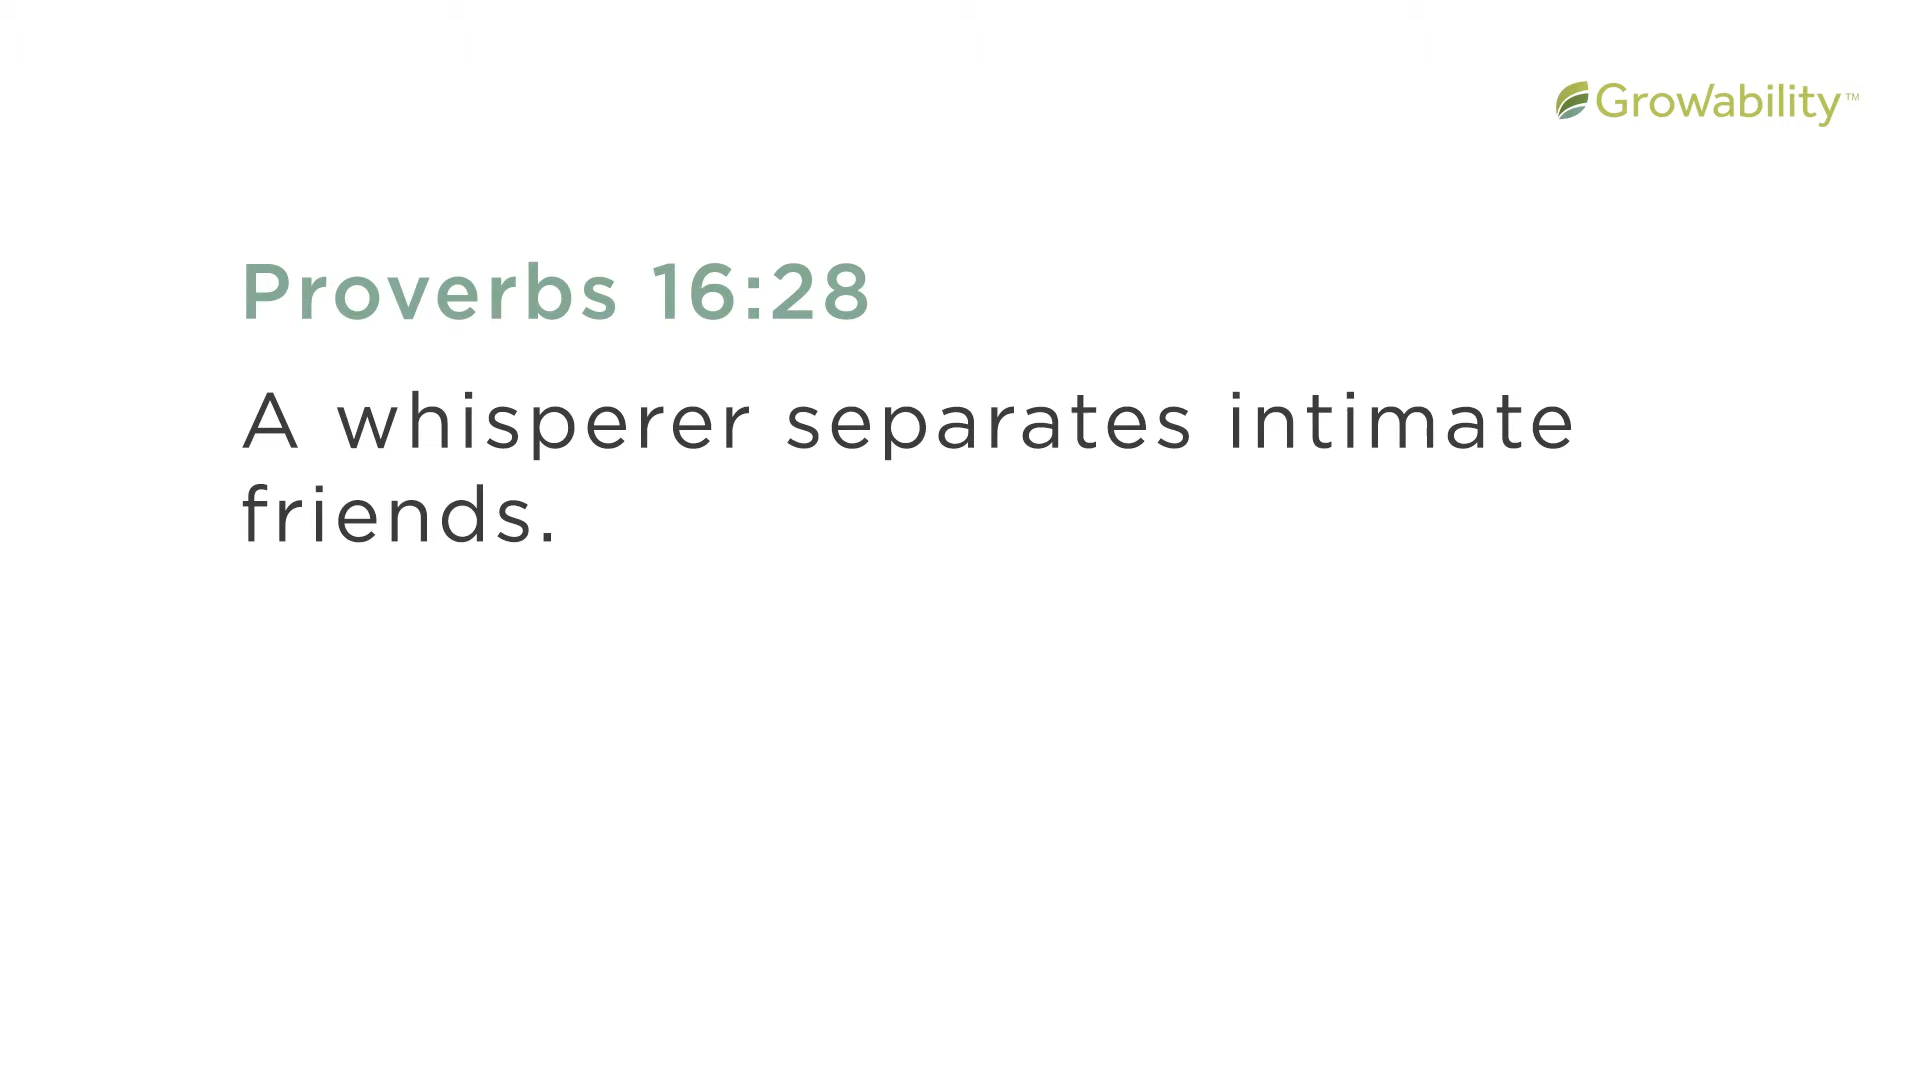 Growability™
Proverbs 16:28
A whisperer separates intimate
friends.